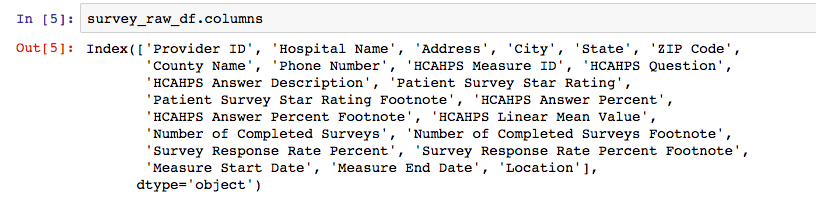 In [5]: survey_raw_df.columns
Out[5]: Index(['Provider ID', 'Hospital Name', 'Address', 'City', 'State', 'ZIP Code',
'County Name', 'Phone Number', 'HCAHPS Measure ID', 'HCAHPS Question',
'HCAHPS Answer Description', 'Patient Survey Star Rating',
'Patient Survey Star Rating Footnote', 'HCAHPS Answer Percent',
'HCAHPS Answer Percent Footnote', 'HCAHPS Linear Mean Value',
'Number of Completed Surveys', 'Number of Completed Surveys Footnote',
'Survey Response Rate Percent', 'Survey Response Rate Percent Footnote',
'Measure Start Date', 'Measure End Date', 'Location'],
dtype='object')